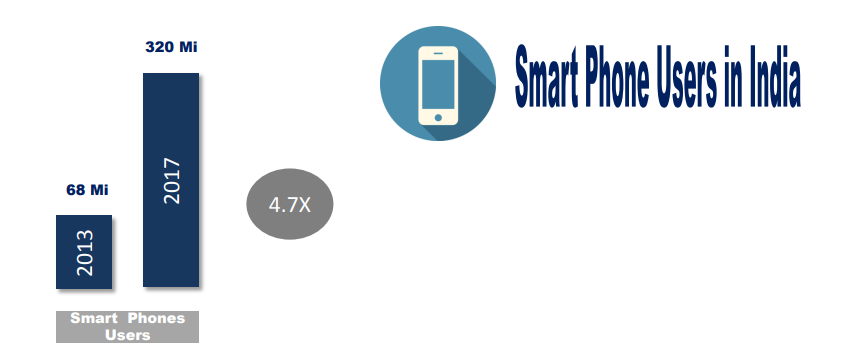 Smart Phone Users in India
320 Mi
68 Mi
2017
2013
4.7X
Smart Phones
Users